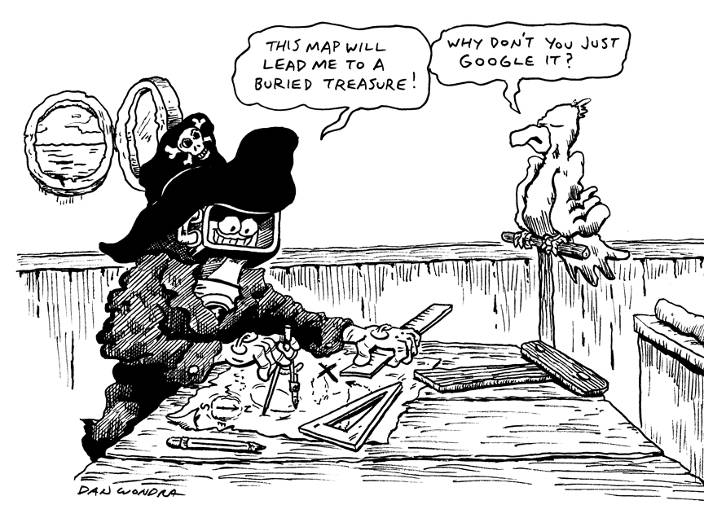 THIS MAP WILL
LEAD ME TO A
BURIED TREASURE!
WHY DON'T YOU JUST
GOOGLE IT?
X
N
S
DAN WONDRA